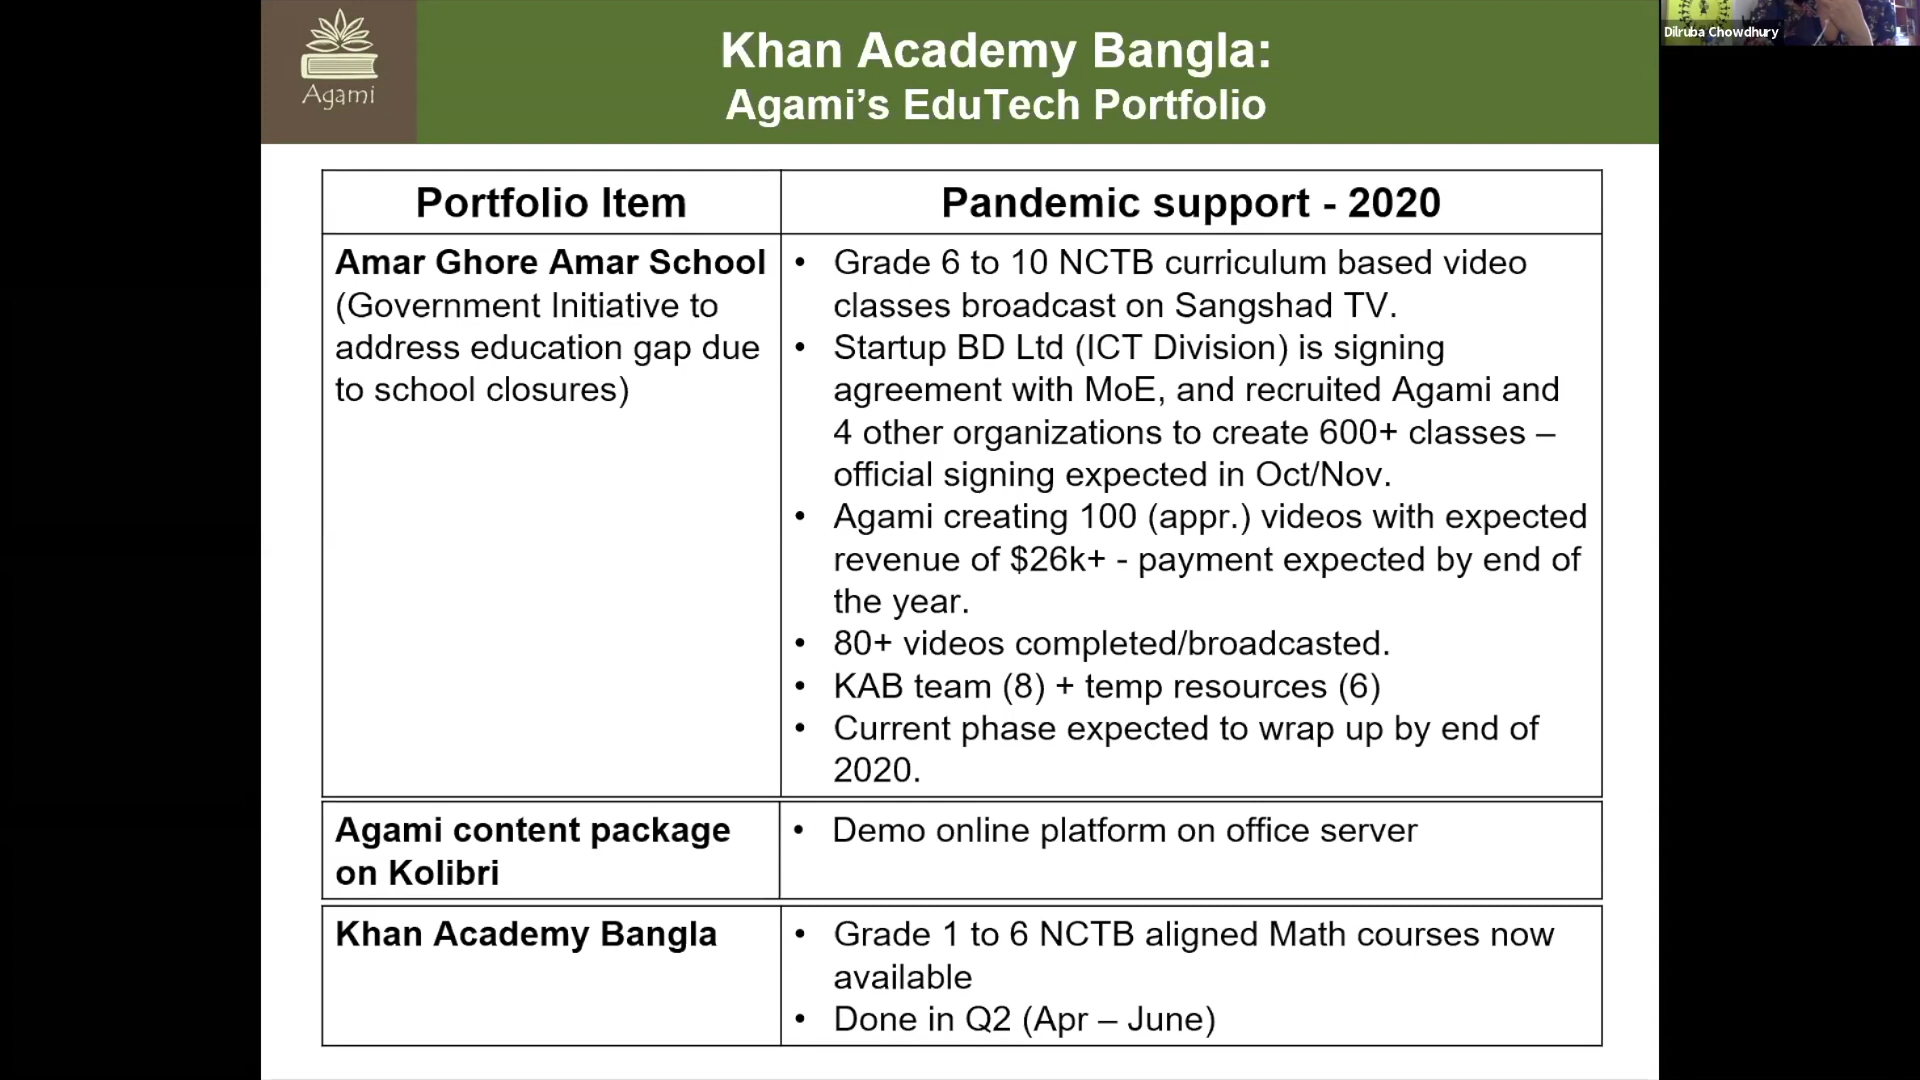 Agami
Khan Academy Bangla:
Agami’s EduTech Portfolio
Dilruba Chowdhury
Portfolio Item
Pandemic support - 2020
Amar Ghore Amar School
(Government Initiative to
address education gap due
to school closures)
• Grade 6 to 10 NCTB curriculum based video
classes broadcast on Sangshad TV.
• Startup BD Ltd (ICT Division) is signing
agreement with MoE, and recruited Agami and
4 other organizations to create 600+ classes –
official signing expected in Oct/Nov.
• Agami creating 100 (appr.) videos with expected
revenue of $26k+ - payment expected by end of
the year.
• 80+ videos completed/broadcasted.
• KAB team (8) + temp resources (6)
• Current phase expected to wrap up by end of
2020.
Agami content package
on Kolibri
• Demo online platform on office server
Khan Academy Bangla
• Grade 1 to 6 NCTB aligned Math courses now
available
• Done in Q2 (Apr – June)